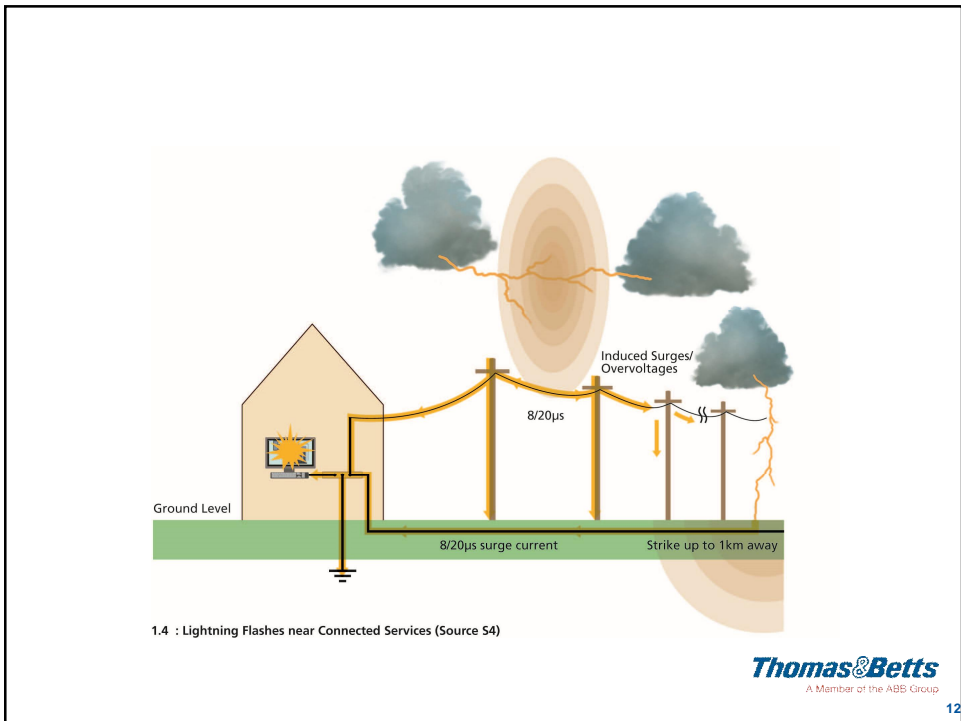 Induced Surges/
Overvoltages
8/20µs
Ground Level
8/20µs surge current
Strike up to 1km away
1.4 : Lightning Flashes near Connected Services (Source S4)
Thomas&Betts
A Member of the ABB Group
12